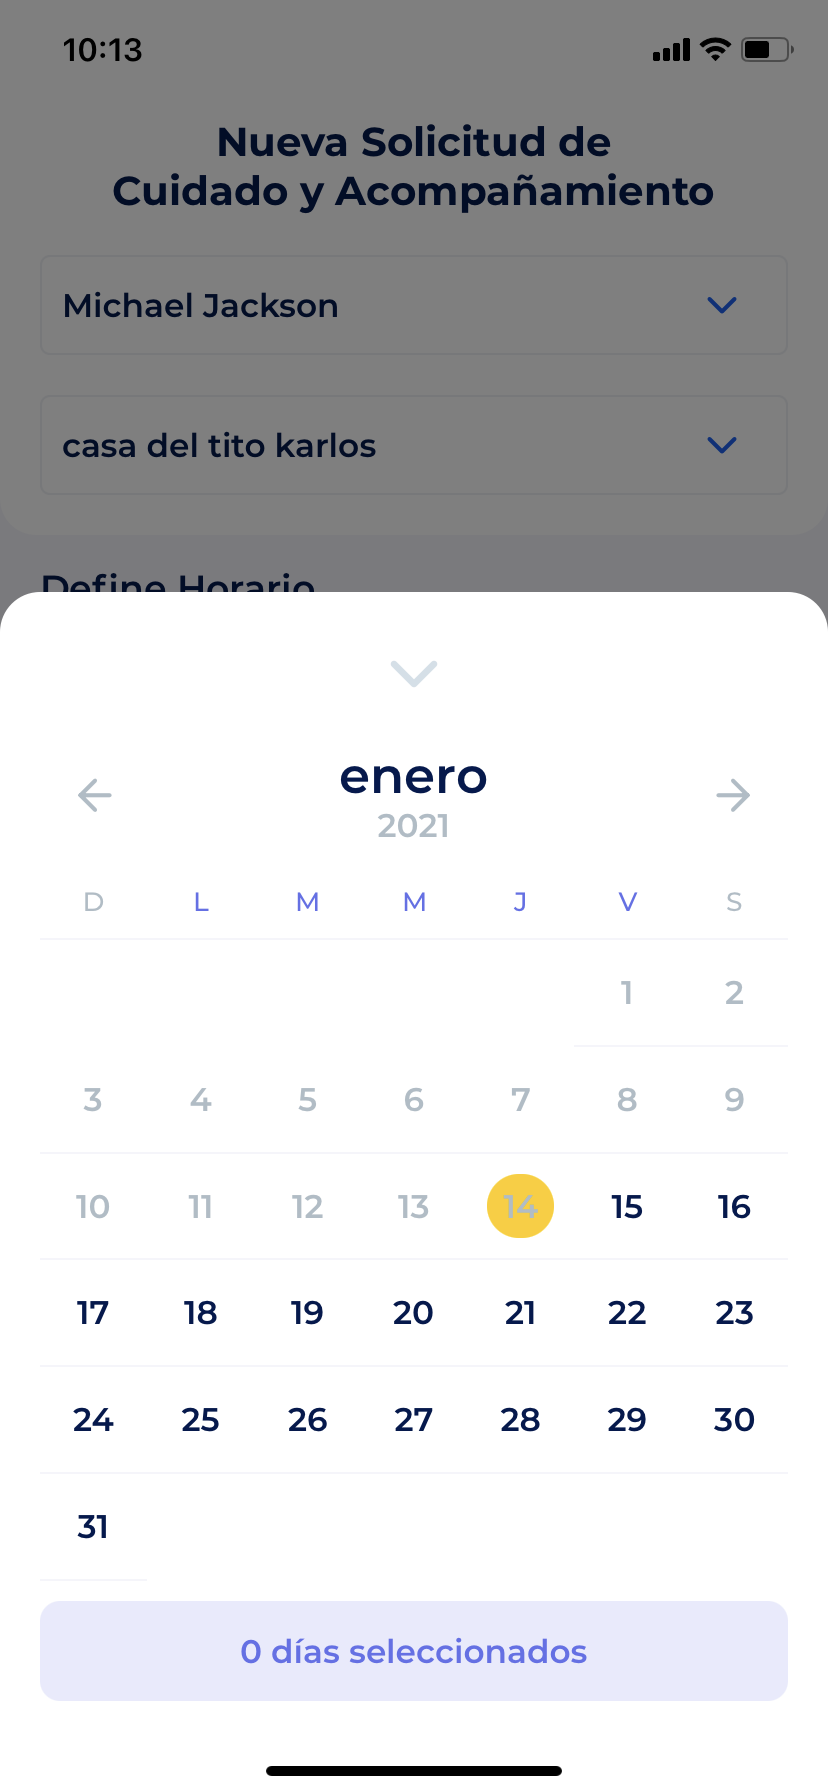 10:13
Nueva Solicitud de
Cuidado y Acompañamiento
Michael Jackson
casa del tito karlos
Define Horario
enero
2021
D L M M J V S
1 2
3 4 5 6 7 8 9
10 11 12 13 14 15 16
17 18 19 20 21 22 23
24 25 26 27 28 29 30
31
0 días seleccionados